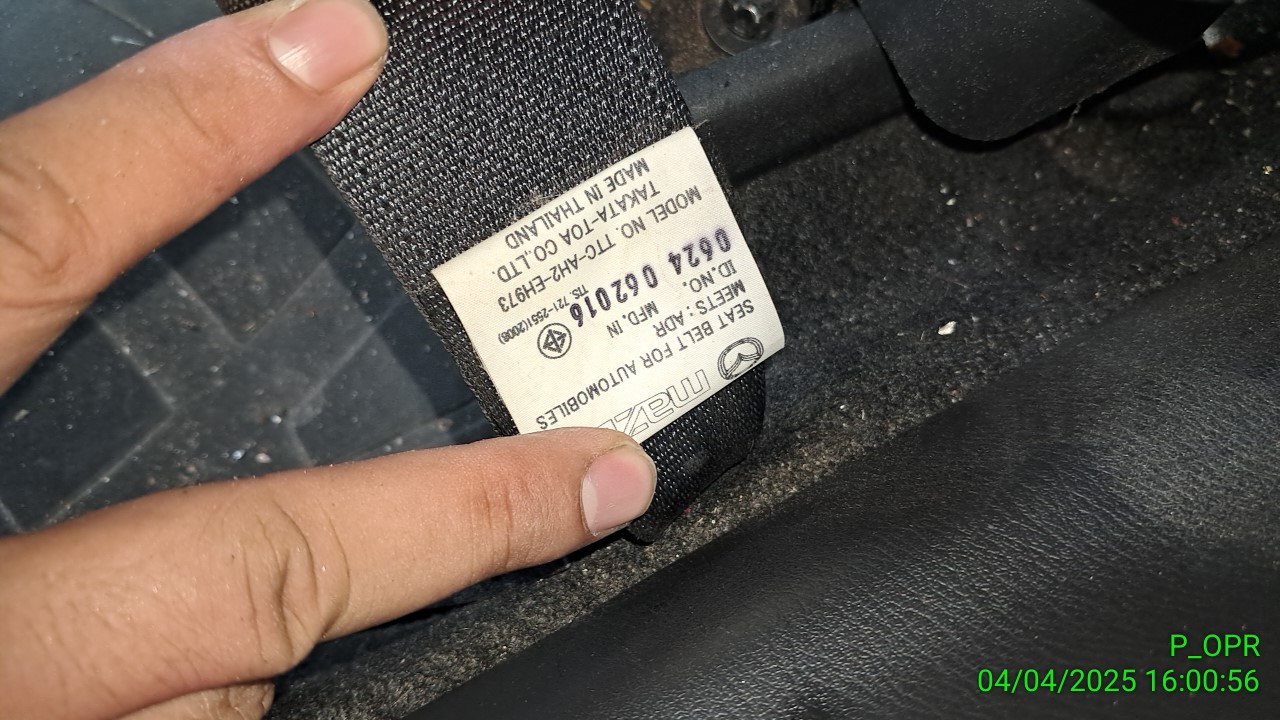 maz
SEAT BELT FOR AUTOMOBILES
MEETS : ADR
ID.NO. MFD. IN
0624 062016
TIS 721-2551(2008)
MODEL NO. TTC-AH2-EH973
TAKATA-TOA CO.,LTD.
MADE IN THAILAND
P_OPR
04/04/2025 16:00:56